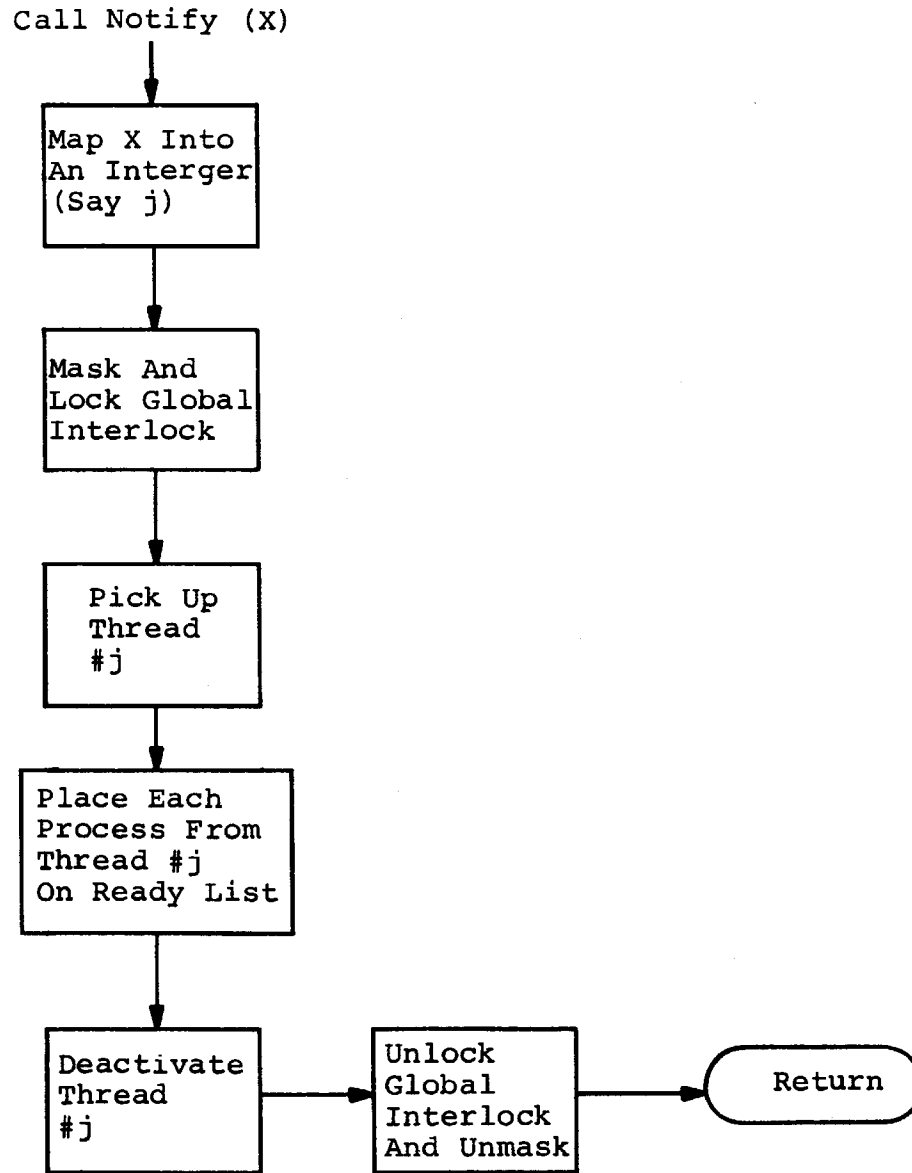 Call Notify (X)
Map X Into
An Interger
(Say j)
Mask And
Lock Global
Interlock
Pick Up
Thread
#j
Place Each
Process From
Thread #j
On Ready List
Deactivate
Thread
#j
Unlock
Global
Interlock
And Unmask
Return